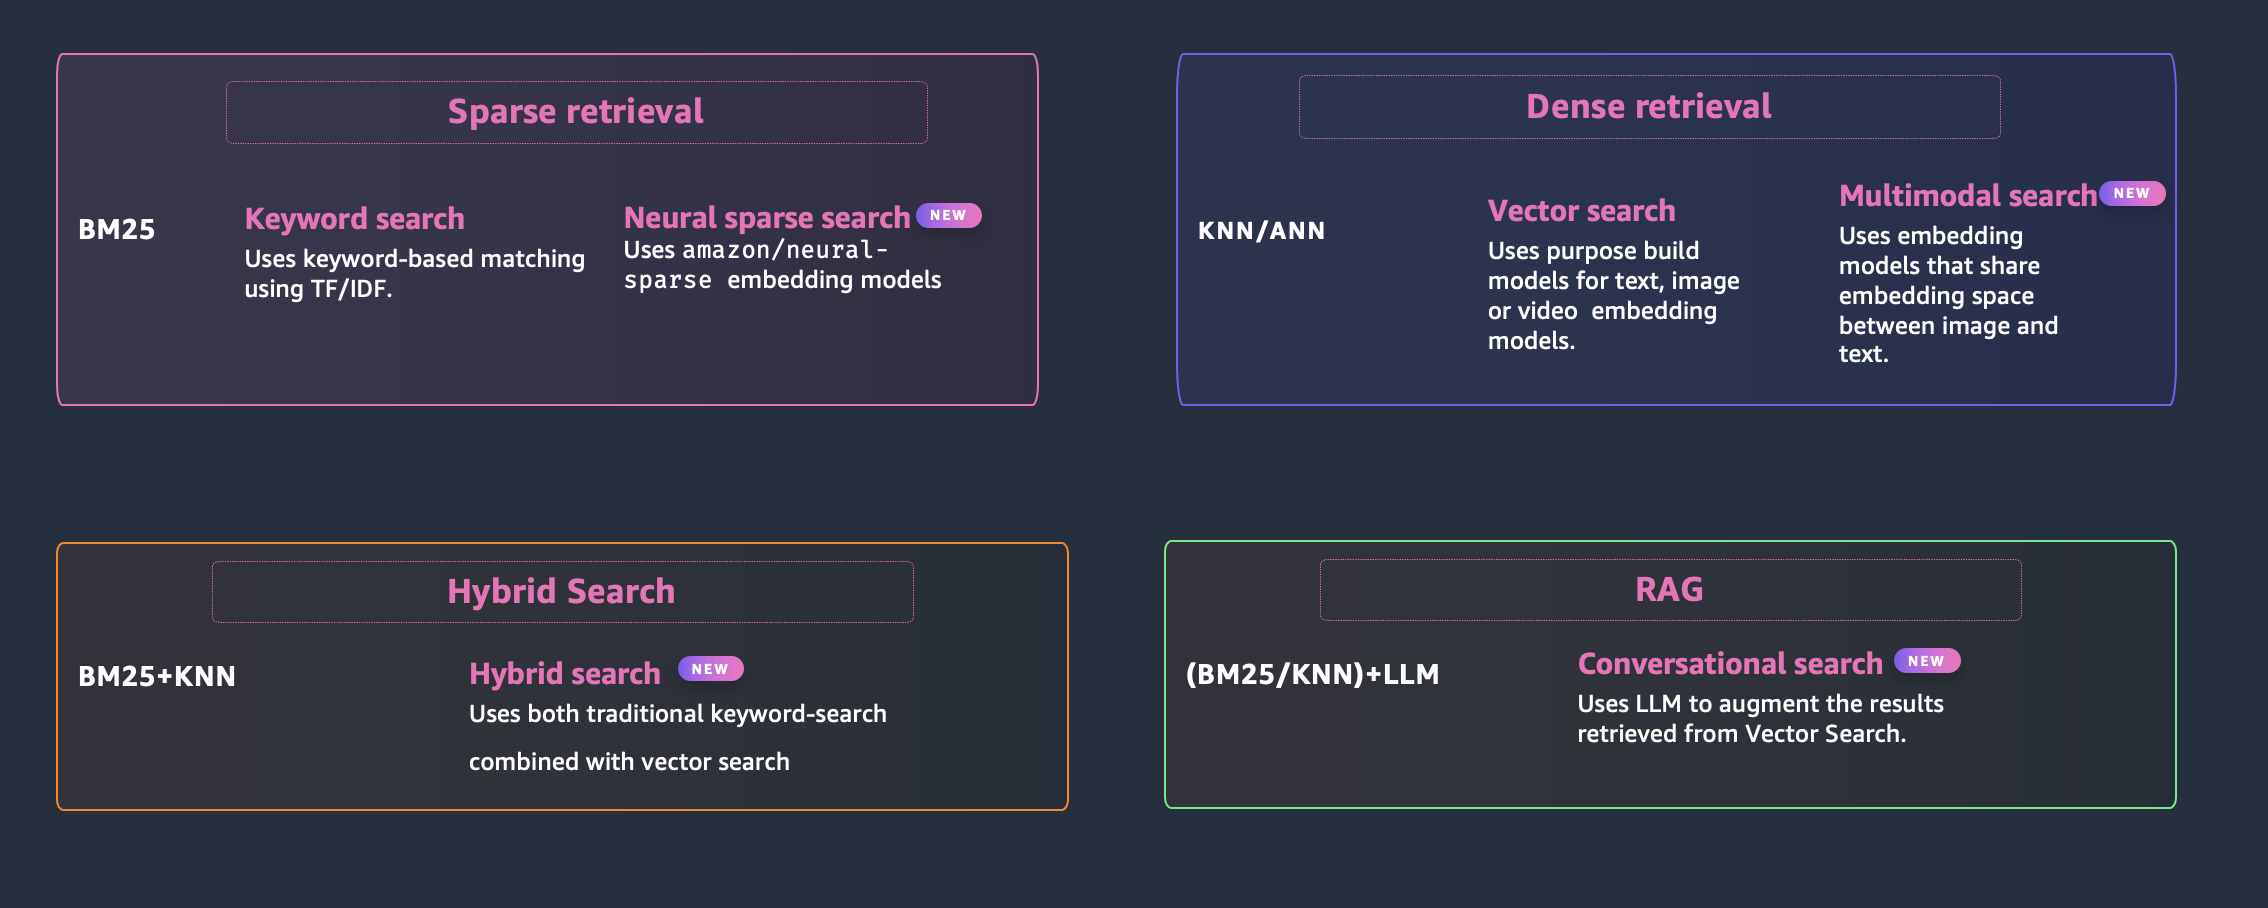 Sparse retrieval
BM25
Keyword search
Uses keyword-based matching
using TF/IDF.
Neural sparse search NEW
Uses amazon/neural-
sparse embedding models
Dense retrieval
KNN/ANN
Vector search
Uses purpose build
models for text, image
or video embedding
models.
Multimodal search NEW
Uses embedding
models that share
embedding space
between image and
text.
Hybrid Search
BM25+KNN
Hybrid search NEW
Uses both traditional keyword-search
combined with vector search
RAG
(BM25/KNN)+LLM
Conversational search NEW
Uses LLM to augment the results
retrieved from Vector Search.